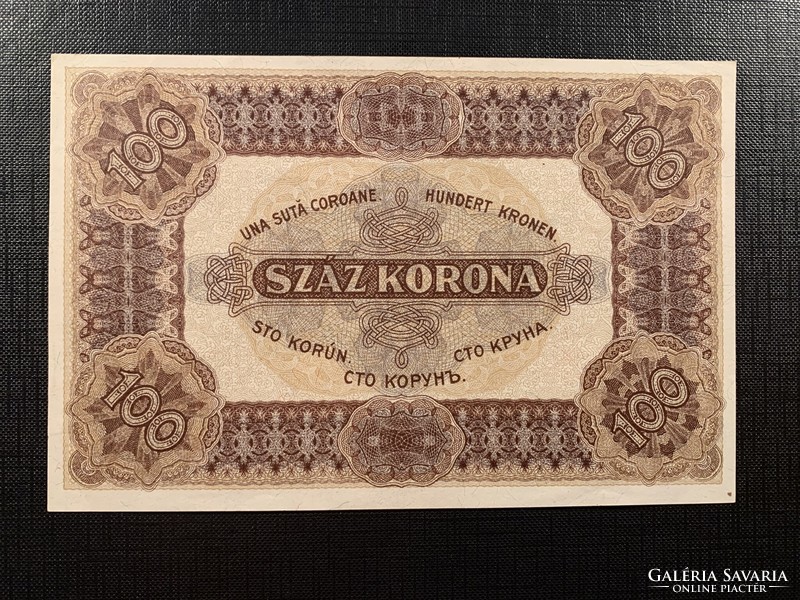 100 100
UNA SUTĂ COROANE. HUNDERT KRONEN.
SZÁZ KORONA
STO KORÚN. СТО КРУНА.
СТО КОРУНЪ.
100 100
GALÉRIA SAVARIA
ONLINE PIACTÉR